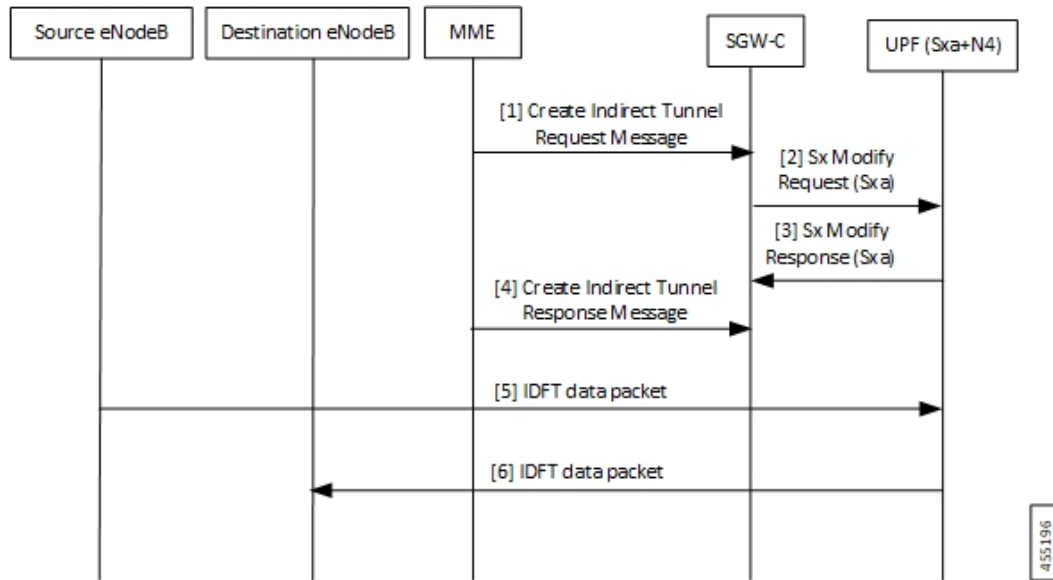 Source eNodeB
Destination eNodeB
MME
SGW-C
UPF (Sxa+N4)
[1] Create Indirect Tunnel
Request Message
[2] Sx Modify
Request (Sxa)
[3] Sx Modify
Response (Sxa)
[4] Create Indirect Tunnel
Response Message
[5] IDFT data packet
[6] IDFT data packet
455196